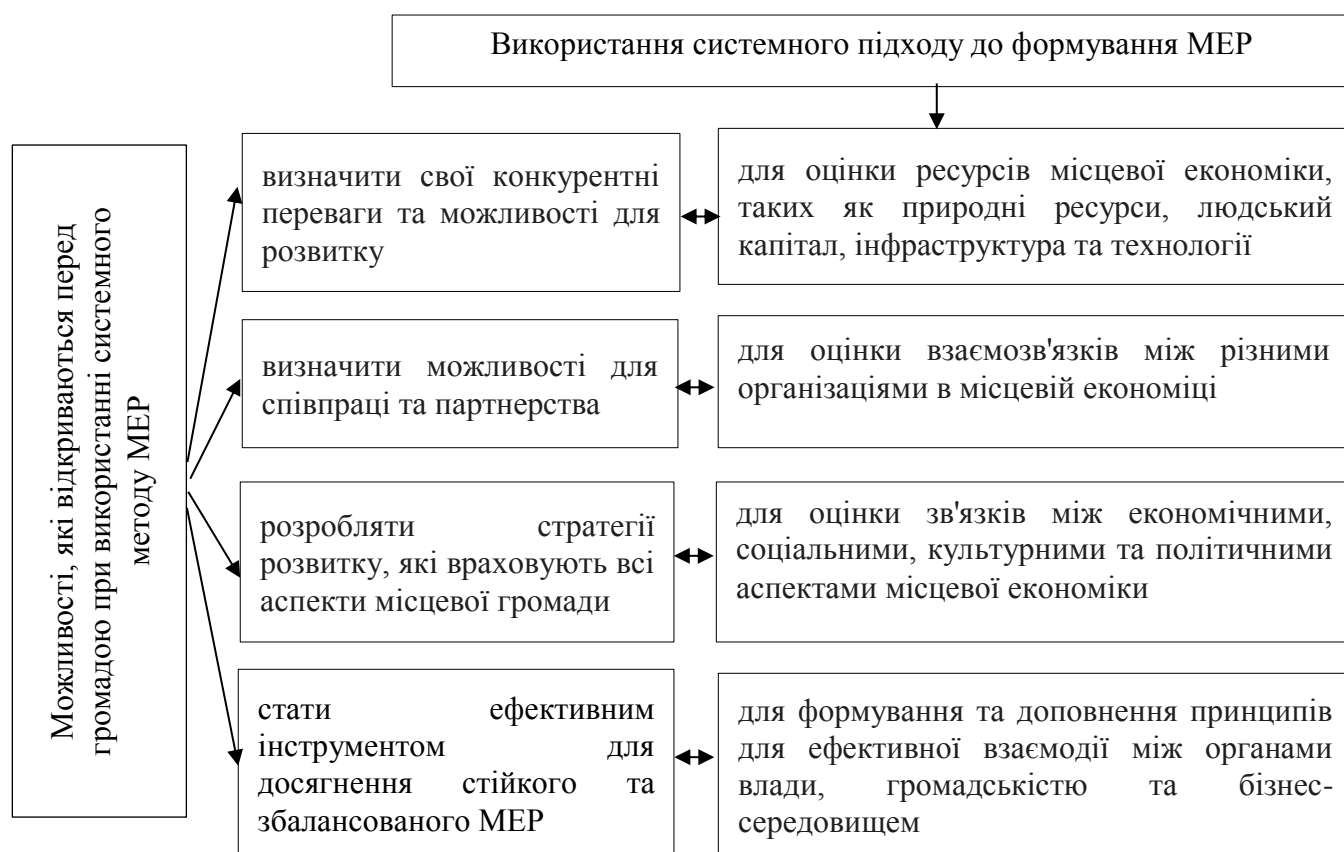 Використання системного підходу до формування МЕР
Можливості, які відкриваються перед
громадою при використанні системного
методу МЕР
визначити свої конкурентні
переваги та можливості для
розвитку
для оцінки ресурсів місцевої економіки,
таких як природні ресурси, людський
капітал, інфраструктура та технології
визначити можливості для
співпраці та партнерства
для оцінки взаємозв'язків між різними
організаціями в місцевій економіці
розробляти стратегії
розвитку, які враховують всі
аспекти місцевої громади
для оцінки зв'язків між економічними,
соціальними, культурними та політичними
аспектами місцевої економіки
стати ефективним
інструментом для
досягнення стійкого та
збалансованого МЕР
для формування та доповнення принципів
для ефективної взаємодії між органами
влади, громадськістю та бізнес-
середовищем